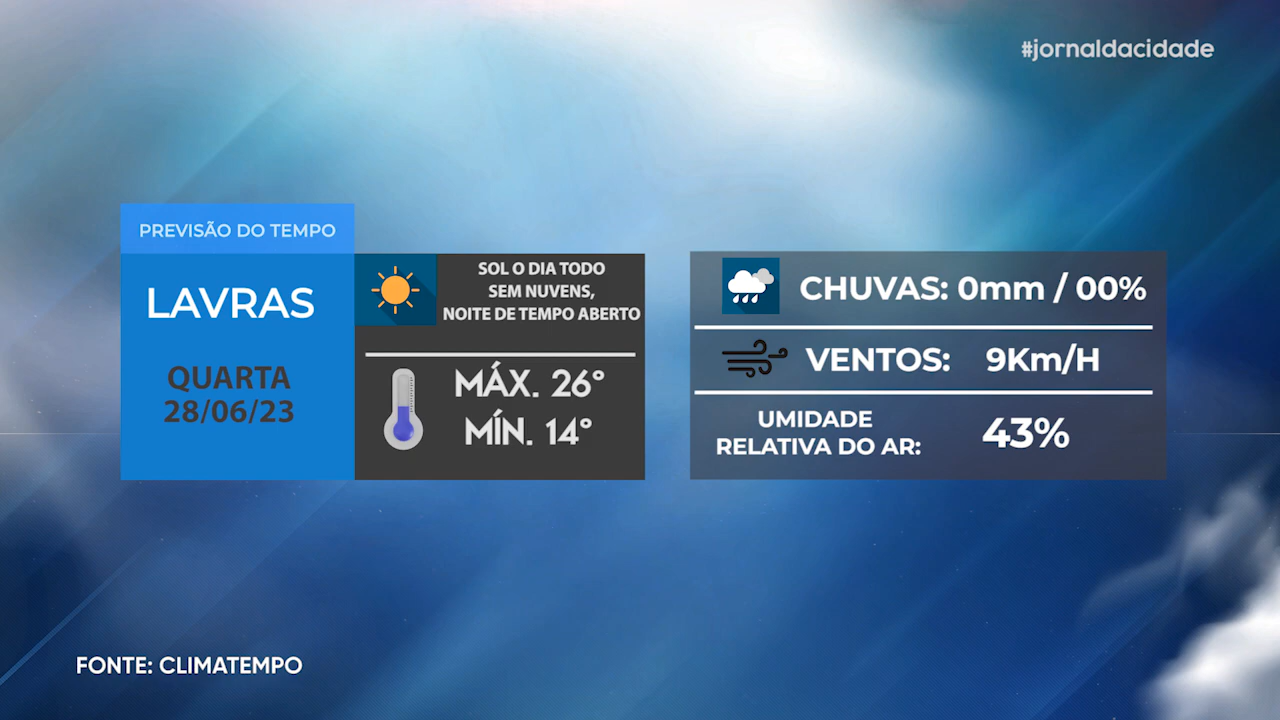 #jornaldacidade
PREVISÃO DO TEMPO
LAVRAS
QUARTA
28/06/23
SOL O DIA TODO
SEM NUVENS,
NOITE DE TEMPO ABERTO
MÁX. 26°
MÍN. 14°
CHUVAS: 0mm / 00%
VENTOS: 9Km/H
UMIDADE
RELATIVA DO AR: 43%
FONTE: CLIMATEMPO